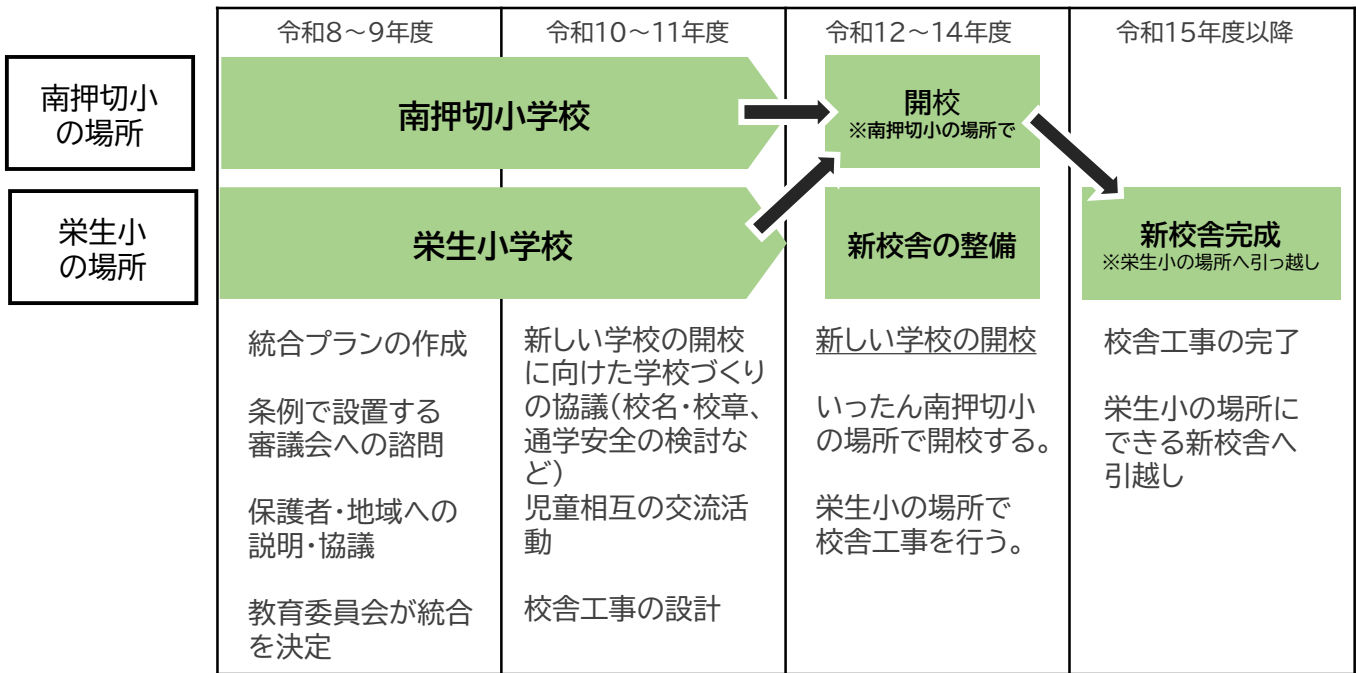 令和8～9年度
令和10～11年度
令和12～14年度
令和15年度以降
南押切小
の場所
南押切小学校
開校
※南押切小の場所で
栄生小
の場所
栄生小学校
新校舎の整備
新校舎完成
※栄生小の場所へ引っ越し
統合プランの作成
条例で設置する
審議会への諮問
保護者・地域への
説明・協議
教育委員会が統合
を決定
新しい学校の開校
に向けた学校づくり
の協議（校名・校章、
通学安全の検討な
ど）
児童相互の交流活
動
校舎工事の設計
新しい学校の開校
いったん南押切小
の場所で開校する。
栄生小の場所で
校舎工事を行う。
校舎工事の完了
栄生小の場所に
できる新校舎へ
引越し